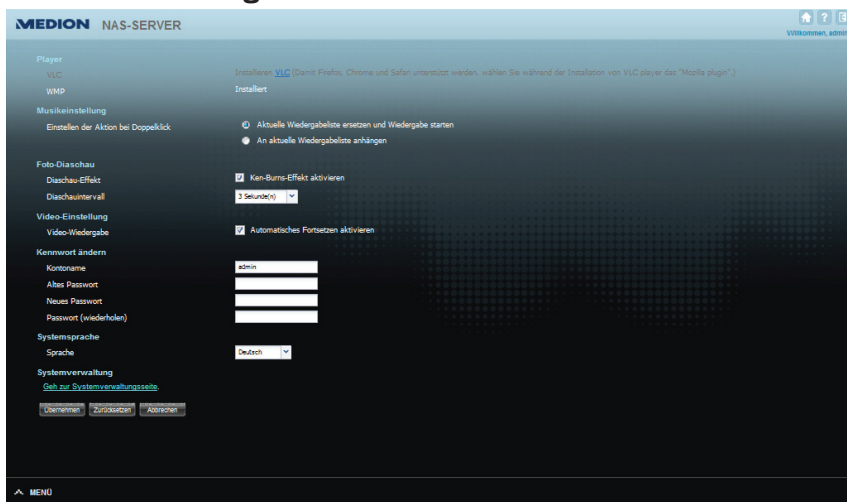 MEDION NAS-SERVER
Willkommen, admin
Player
VLC Installieren VLC (Damit Firefox, Chrome und Safari unterstützt werden, wählen Sie während der Installation von VLC player das "Mozilla plugin".)
WMP Installiert
Musikeinstellung
Einstellen der Aktion bei Doppelklick Aktuelle Wiedergabeliste ersetzen und Wiedergabe starten
An aktuelle Wiedergabeliste anhängen
Foto-Diaschau
Diaschau-Effekt Ken-Burns-Effekt aktivieren
Diaschauintervall 3 Sekunde(n)
Video-Einstellung
Video-Wiedergabe Automatisches Fortsetzen aktivieren
Kennwort ändern
Kontoname admin
Altes Passwort
Neues Passwort
Passwort (wiederholen)
Systemsprache
Sprache Deutsch
Systemverwaltung
Geh zur Systemverwaltungsseite.
Übernehmen Zurücksetzen Abbrechen
MENÜ